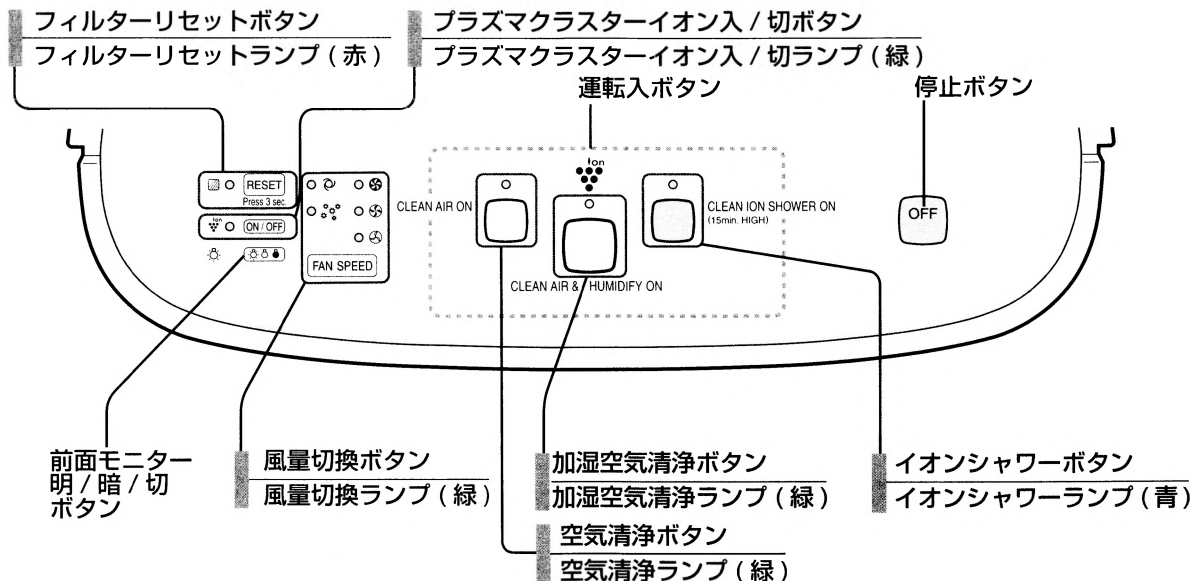 フィルターリセットボタン
フィルターリセットランプ ( 赤 )
プラズマクラスターイオン入 / 切ボタン
プラズマクラスターイオン入 / 切ランプ ( 緑 )
運転入ボタン
停止ボタン
RESET
Press 3 sec.
Ion
ON / OFF
FAN SPEED
CLEAN AIR ON
Ion
CLEAN AIR & HUMIDIFY ON
CLEAN ION SHOWER ON
(15min. HIGH)
OFF
前面モニター
明 / 暗 / 切
ボタン
風量切換ボタン
風量切換ランプ ( 緑 )
加湿空気清浄ボタン
加湿空気清浄ランプ ( 緑 )
イオンシャワーボタン
イオンシャワーランプ ( 青 )
空気清浄ボタン
空気清浄ランプ ( 緑 )